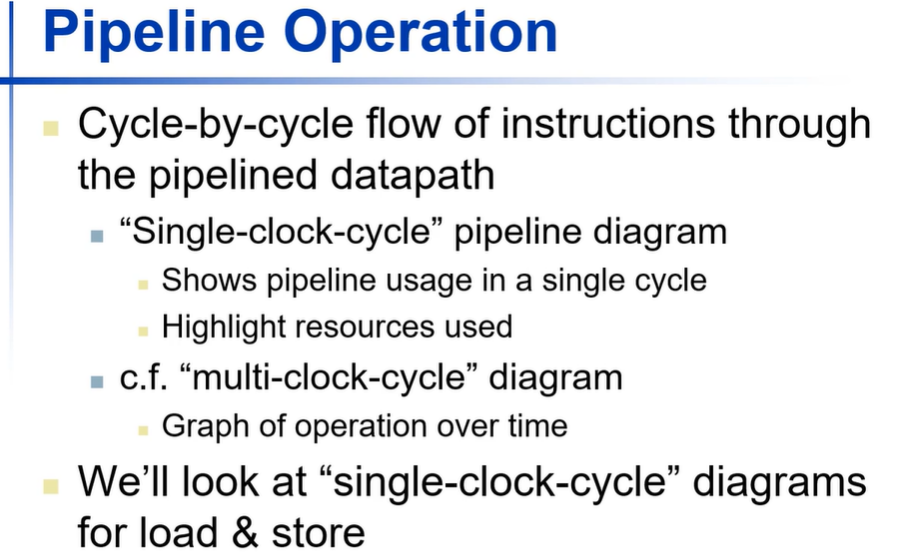 Pipeline Operation
Cycle-by-cycle flow of instructions through
the pipelined datapath
“Single-clock-cycle” pipeline diagram
Shows pipeline usage in a single cycle
Highlight resources used
c.f. “multi-clock-cycle” diagram
Graph of operation over time
We’ll look at “single-clock-cycle” diagrams
for load & store